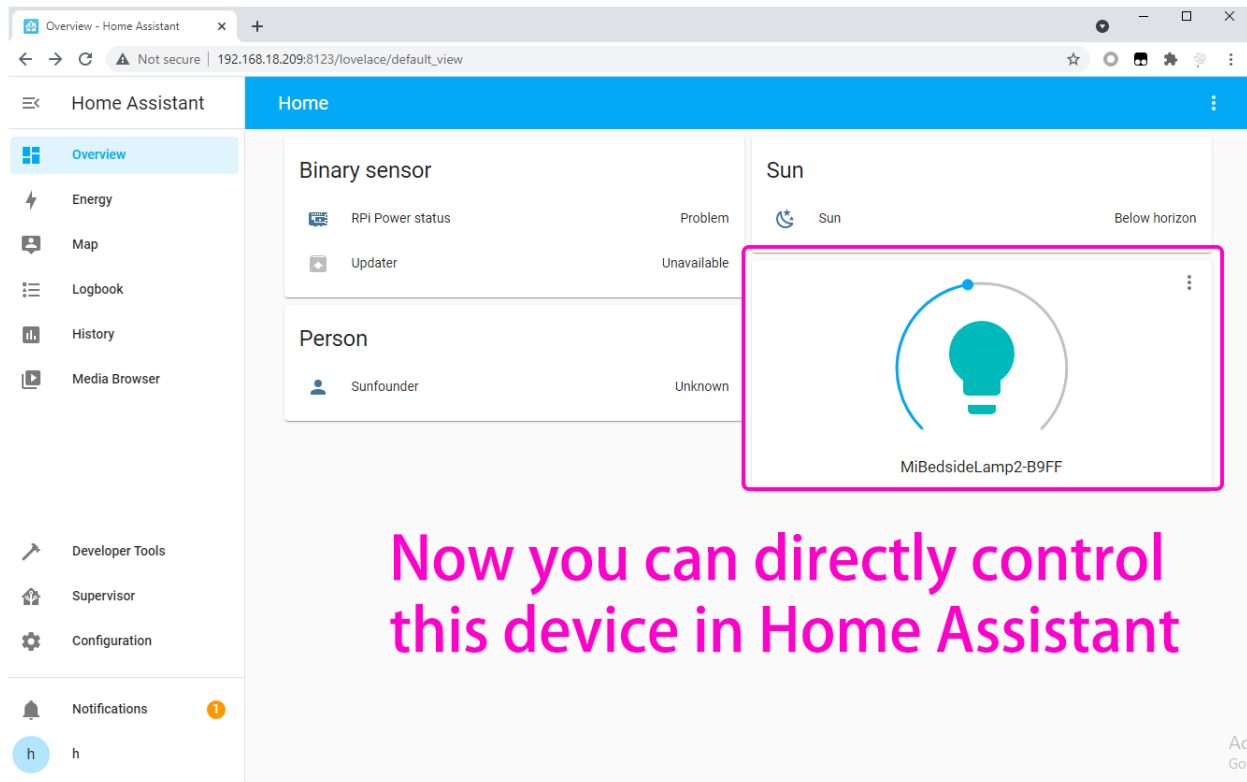 Overview - Home Assistant
Not secure | 192.168.18.209:8123/lovelace/default_view
Home Assistant
Home
Overview
Energy
Map
Logbook
History
Media Browser
Developer Tools
Supervisor
Configuration
Notifications
1
h
h
Binary sensor
RPi Power status Problem
Updater Unavailable
Person
Sunfounder Unknown
Sun
Sun Below horizon
MiBedsideLamp2-B9FF
Now you can directly control
this device in Home Assistant